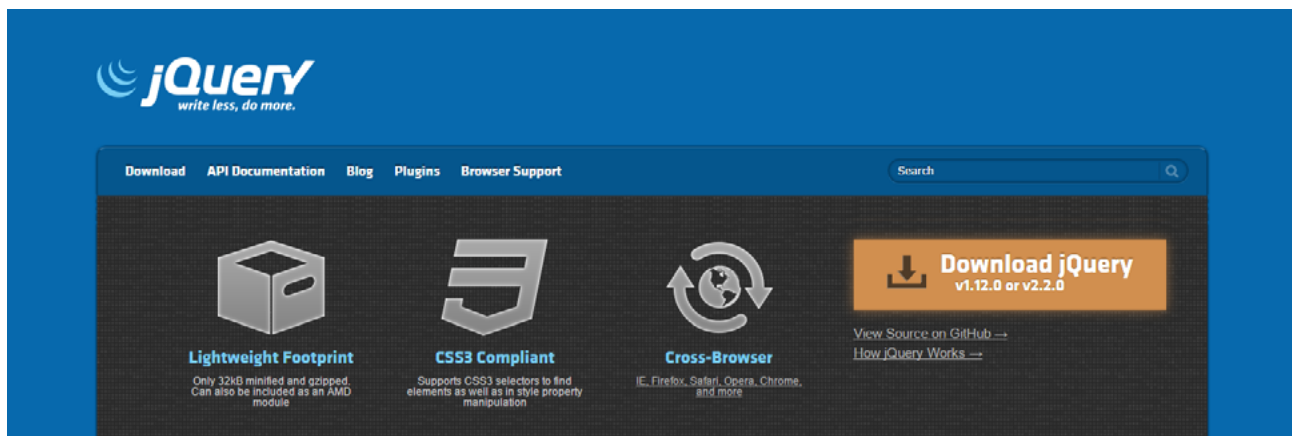 jQuery
write less, do more.
Download API Documentation Blog Plugins Browser Support Search
Lightweight Footprint
Only 32kB minified and gzipped.
Can also be included as an AMD
module
CSS3 Compliant
Supports CSS3 selectors to find
elements as well as in style property
manipulation
Cross-Browser
IE, Firefox, Safari, Opera, Chrome,
and more
Download jQuery
v1.12.0 or v2.2.0
View Source on GitHub →
How jQuery Works →